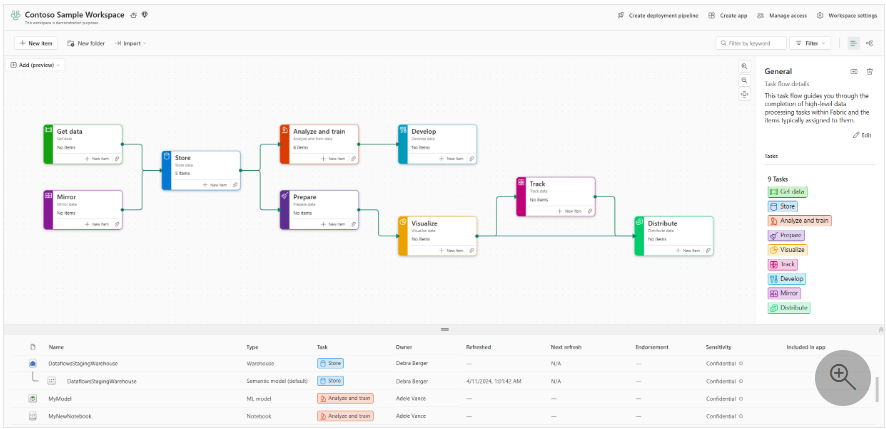 Contoso Sample Workspace
This workspace is demonstration purposes
Create deployment pipeline
Create app
Manage access
Workspace settings
New item
New folder
Import
Filter by keyword
Filter
Add (preview)
Get data
Get data
No items
New item
Mirror
Mirror data
No items
New item
Store
Store data
5 items
New item
Analyze and train
Analyze and train data
6 items
New item
Prepare
Prepare data
No items
New item
Develop
Develop data
No items
New item
Visualize
Visualize data
No items
New item
Track
Track data
No items
New item
Distribute
Distribute data
No items
New item
General
Task flow details
This task flow guides you through the
completion of high-level data
processing tasks within Fabric and the
items typically assigned to them.
Edit
Tasks
9 Tasks
Get data
Store
Analyze and train
Prepare
Visualize
Track
Develop
Mirror
Distribute
Name Type Task Owner Refreshed Next refresh Endorsement Sensitivity Included in app
DataflowsStagingWarehouse Warehouse Store Debra Berger — N/A — Confidential
DataflowsStagingWarehouse Semantic model (default) Store Debra Berger 4/11/2024, 1:01:42 AM N/A — Confidential
MyModel ML model Analyze and train Adele Vance — — — Confidential
MyNewNotebook Notebook Analyze and train Adele Vance — — — Confidential